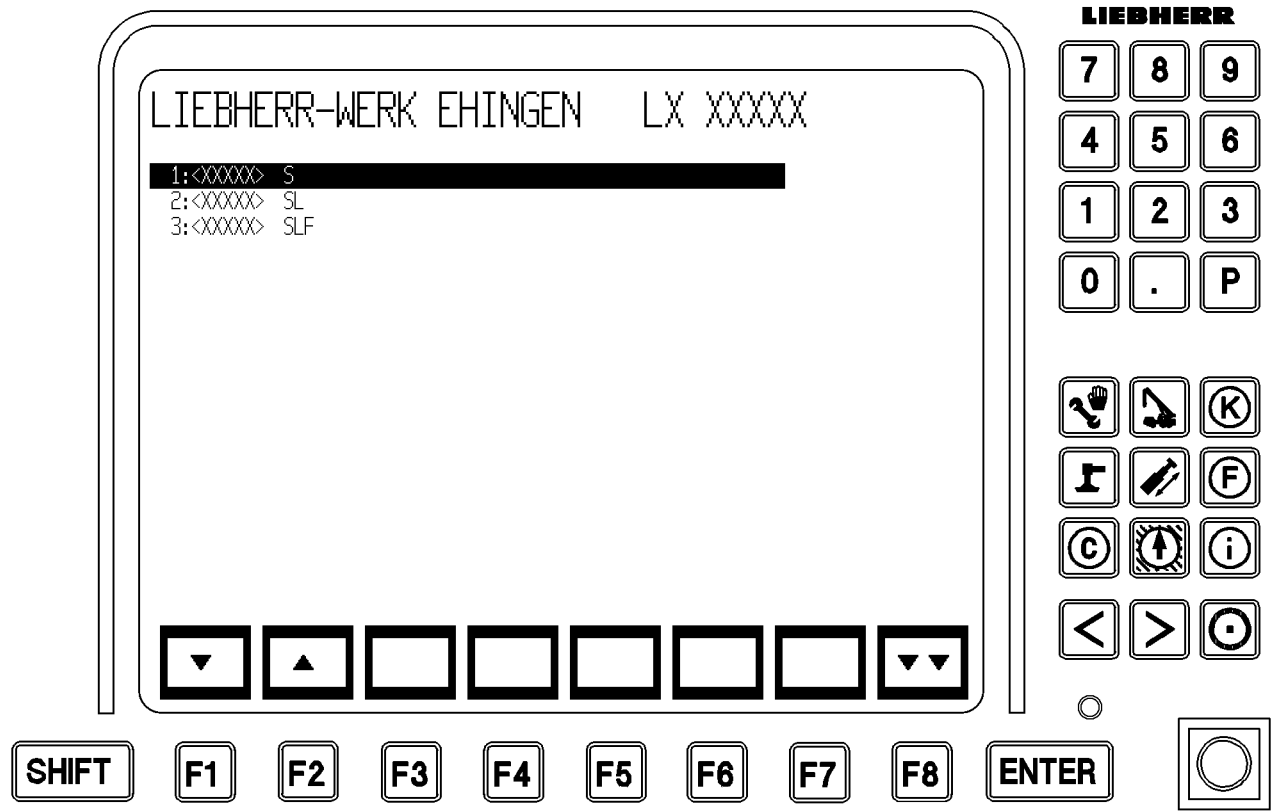 LIEBHERR
LIEBHERR-WERK EHINGEN LX XXXXX
1:<XXXXX> S
2:<XXXXX> SL
3:<XXXXX> SLF
7 8 9
4 5 6
1 2 3
0 . P
K
F
C i
< >
SHIFT F1 F2 F3 F4 F5 F6 F7 F8 ENTER